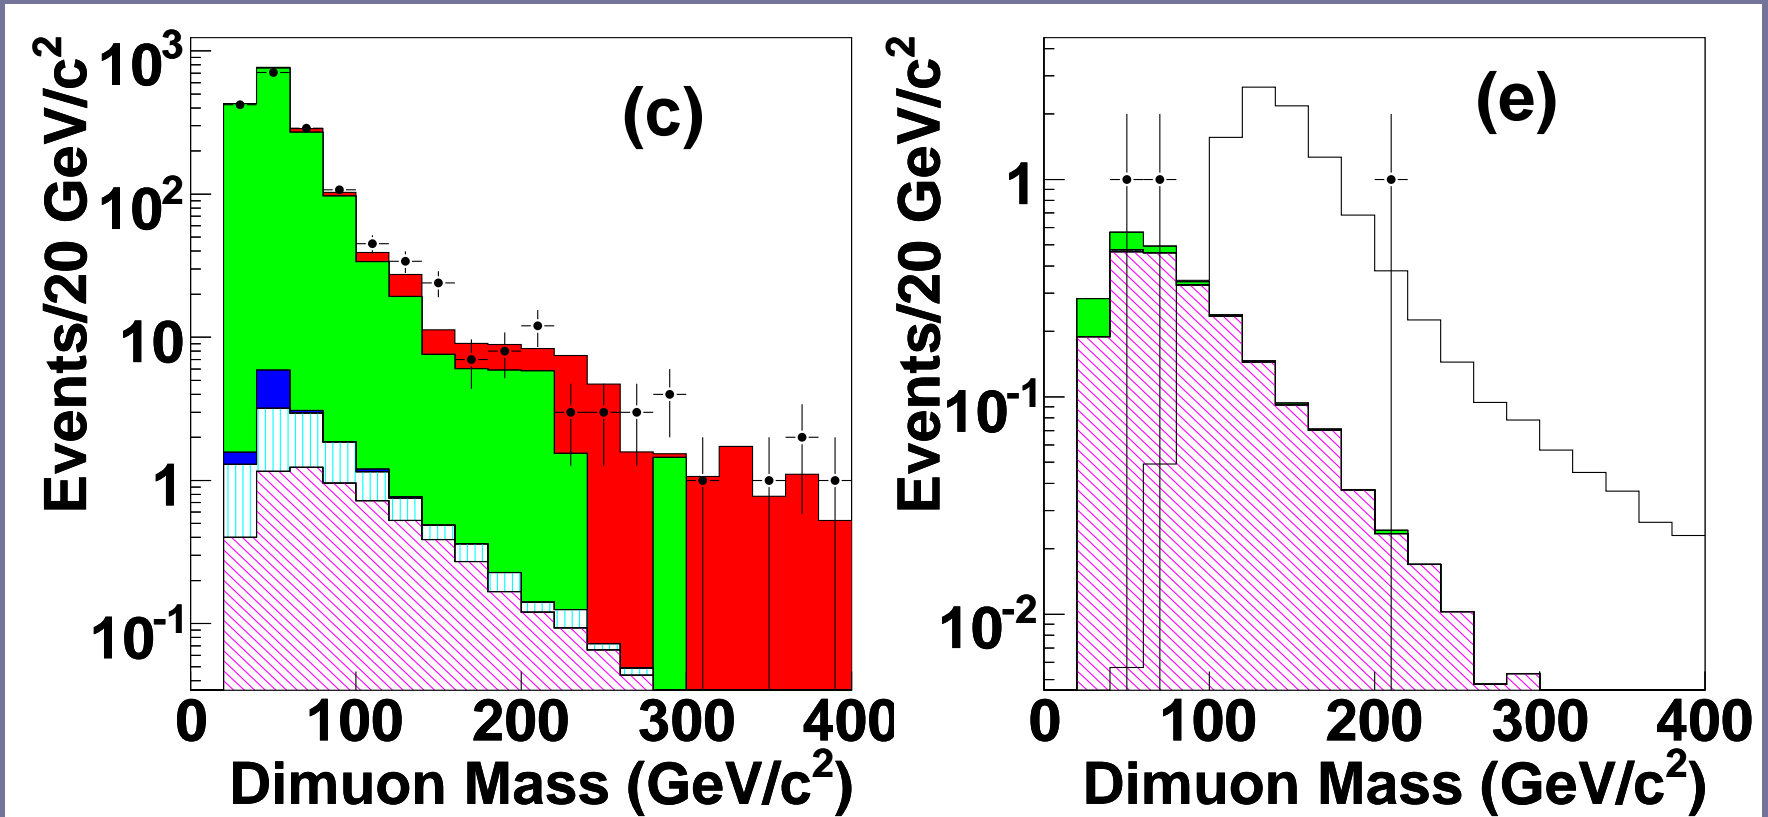 (c)
Events/20 GeV/c²
10³
10²
10
1
10⁻¹
0 100 200 300 400
Dimuon Mass (GeV/c²)
(e)
Events/20 GeV/c²
1
10⁻¹
10⁻²
0 100 200 300 400
Dimuon Mass (GeV/c²)